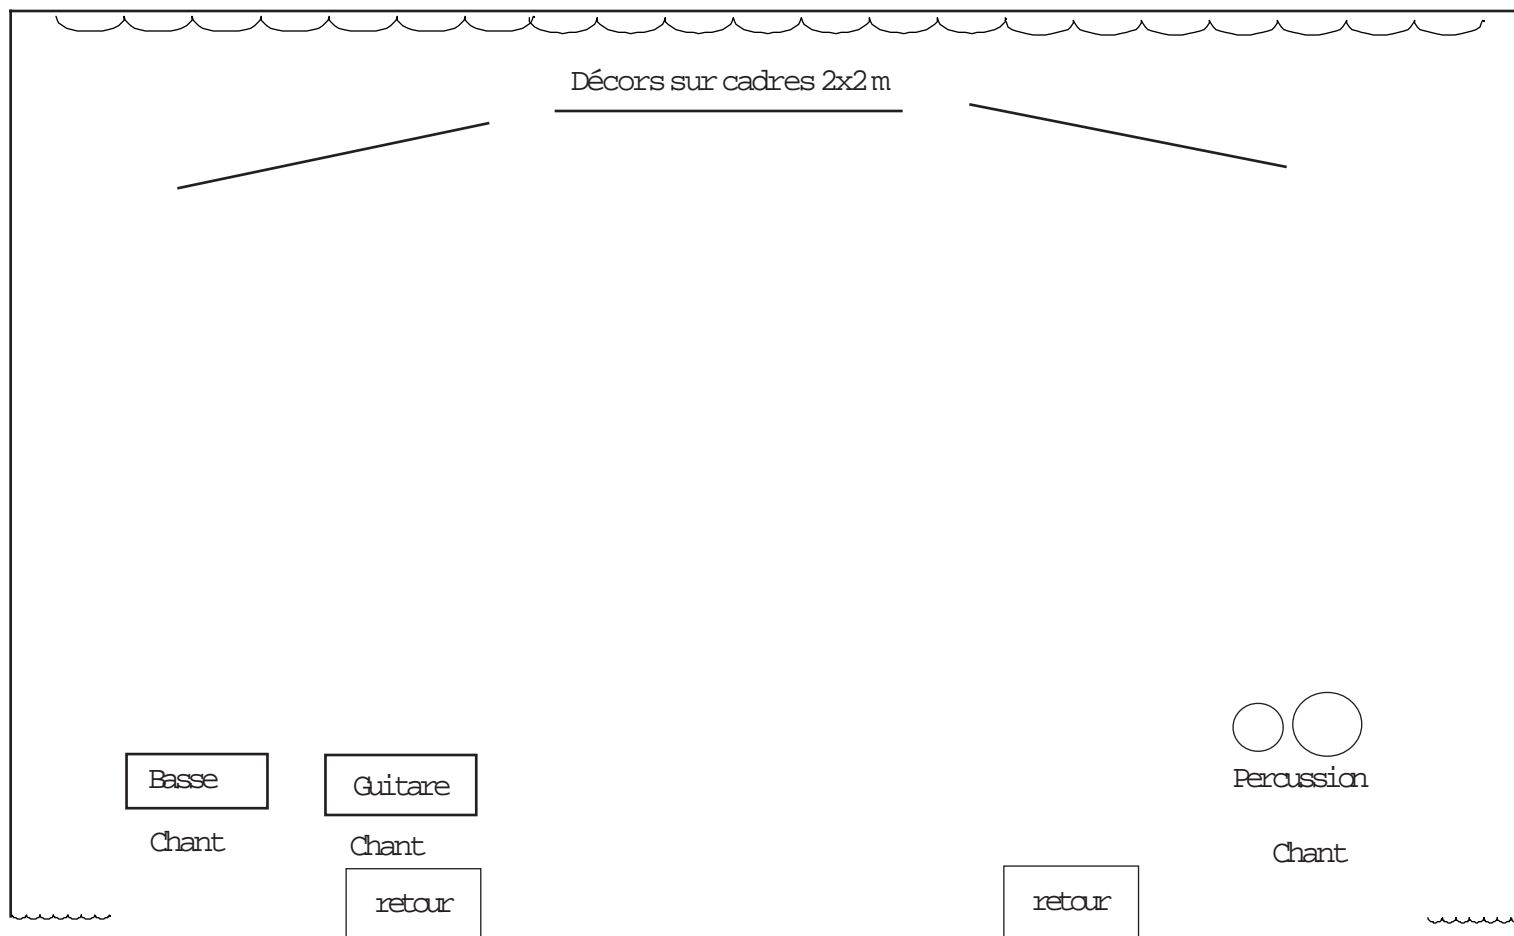 Décors sur cadres 2x2 m
Basse
Guitare
Percussion
Chant
Chant
Chant
retour
retour